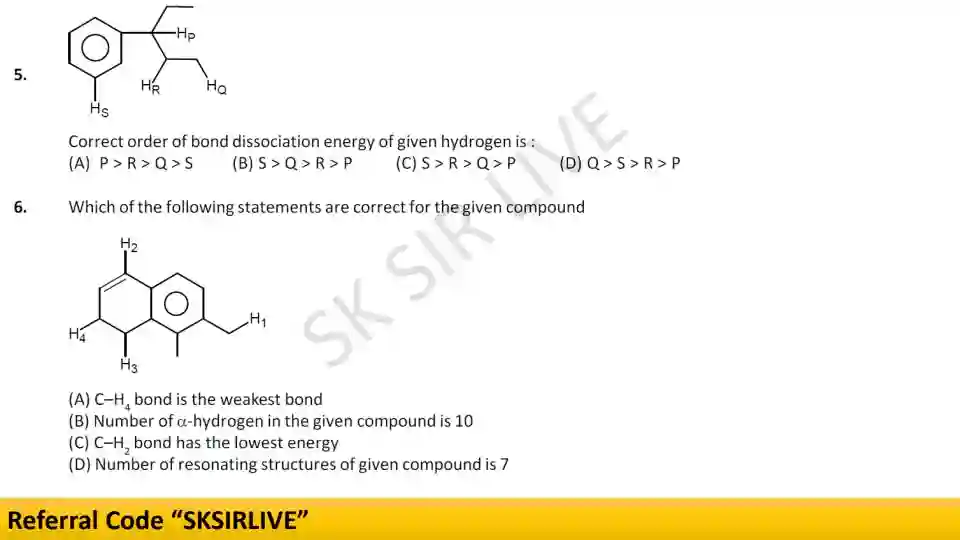 5.
H_P
H_R
H_Q
H_S
Correct order of bond dissociation energy of given hydrogen is :
(A) P > R > Q > S (B) S > Q > R > P (C) S > R > Q > P (D) Q > S > R > P
6. Which of the following statements are correct for the given compound
H_2
H_1
H_4
H_3
(A) C–H_4 bond is the weakest bond
(B) Number of α-hydrogen in the given compound is 10
(C) C–H_2 bond has the lowest energy
(D) Number of resonating structures of given compound is 7
SK SIR LIVE
Referral Code “SKSIRLIVE”